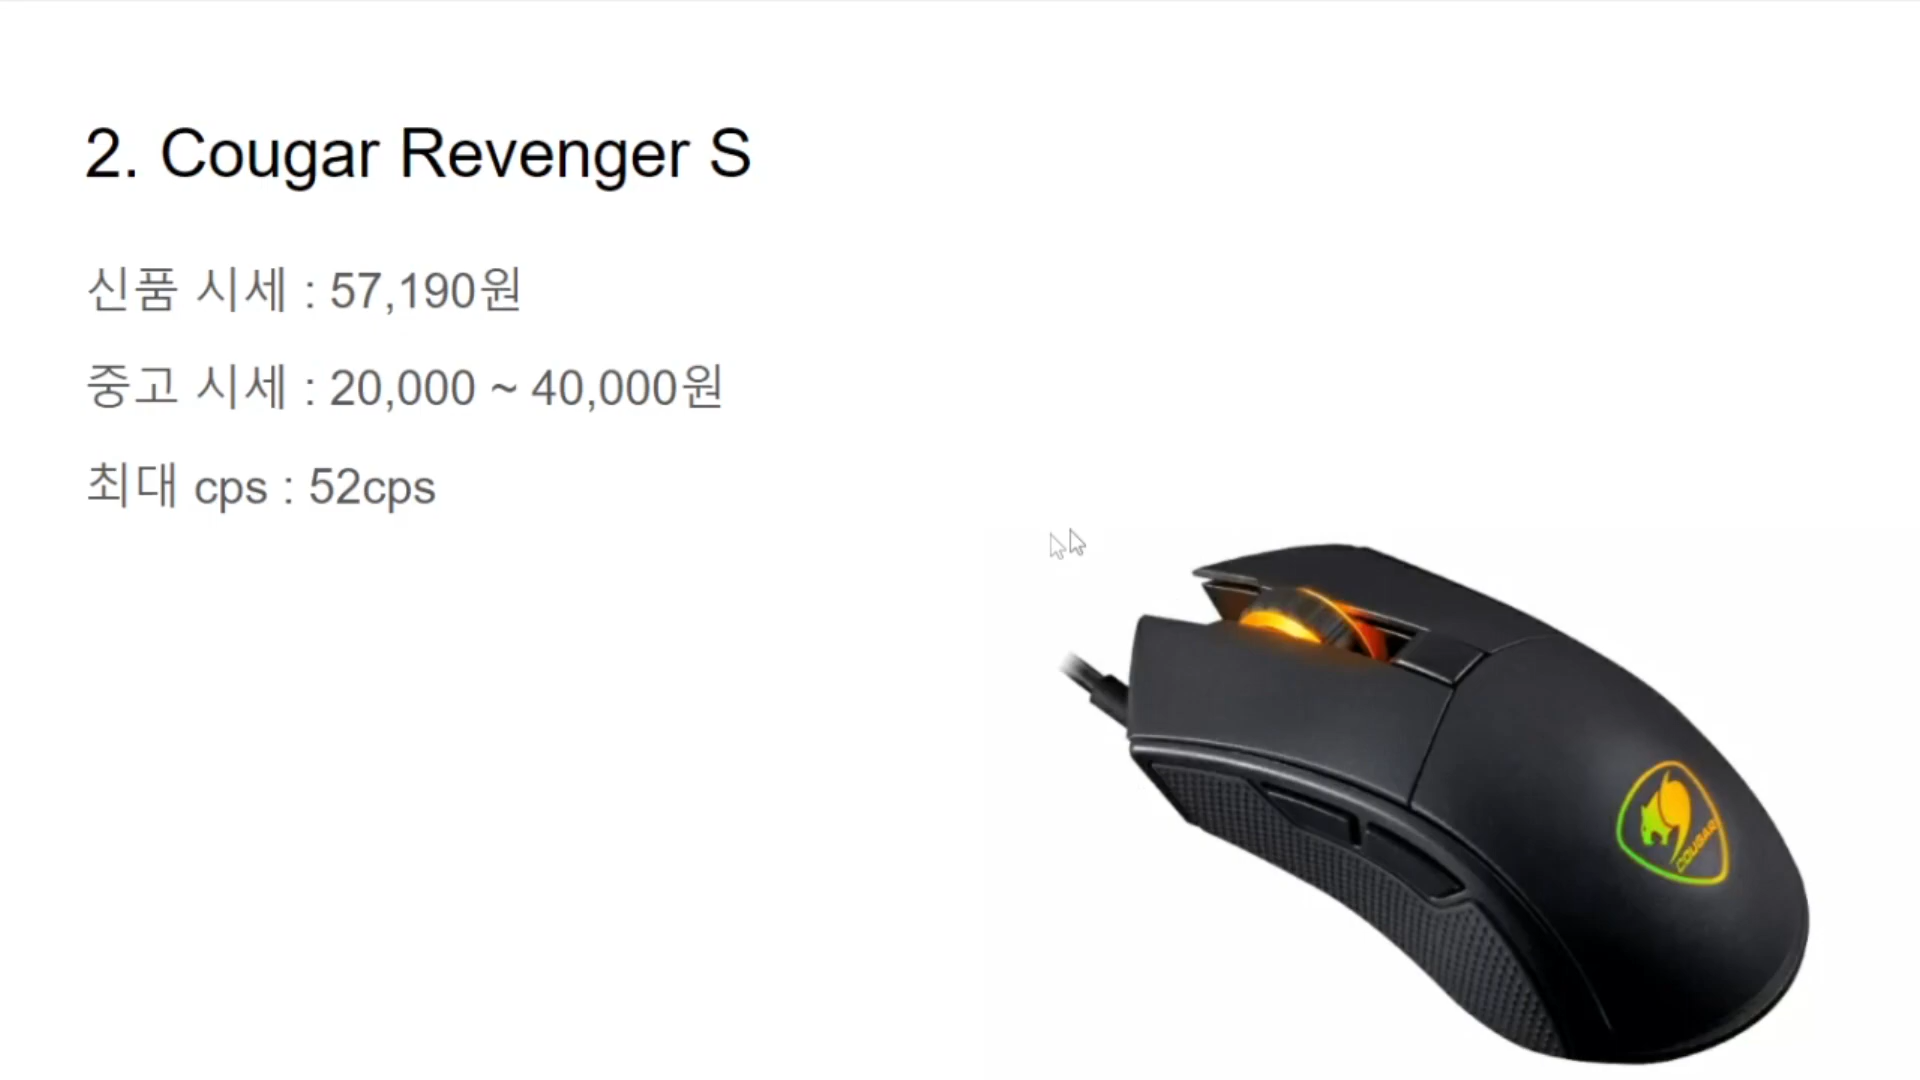 2. Cougar Revenger S
신품 시세 : 57,190원
중고 시세 : 20,000 ~ 40,000원
최대 cps : 52cps
COUGAR